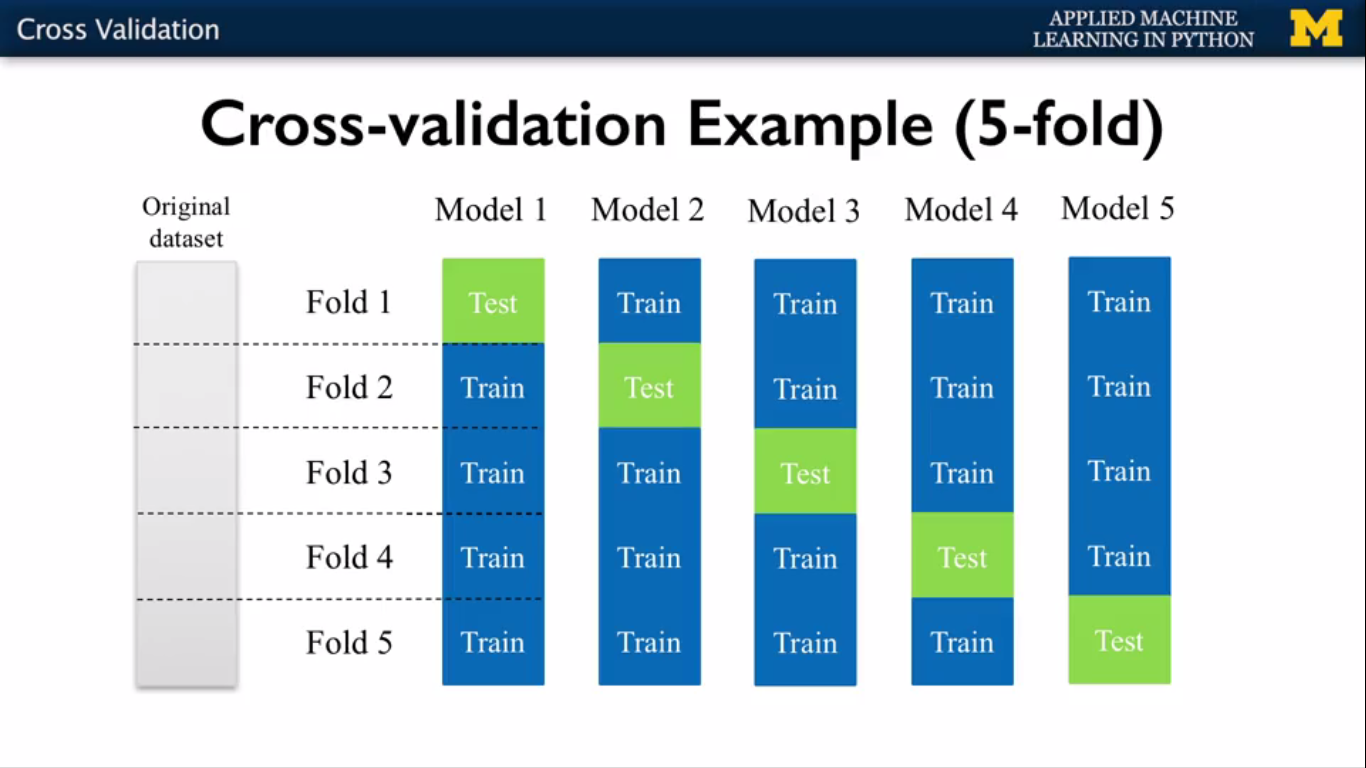 Cross Validation
APPLIED MACHINE
LEARNING IN PYTHON
M
Cross-validation Example (5-fold)
Original
dataset
Model 1 Model 2 Model 3 Model 4 Model 5
Fold 1 Test Train Train Train Train
Fold 2 Train Test Train Train Train
Fold 3 Train Train Test Train Train
Fold 4 Train Train Train Test Train
Fold 5 Train Train Train Train Test